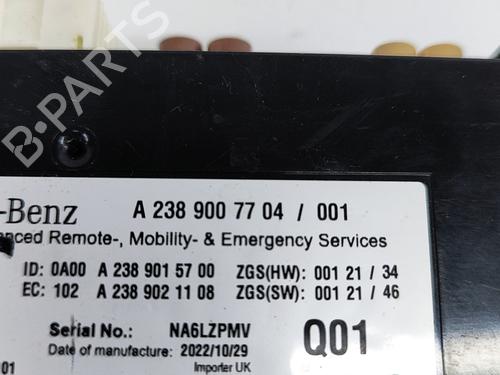 B-PARTS
-Benz A 238 900 77 04 / 001
anced Remote-, Mobility- & Emergency Services
ID: 0A00 A 238 901 57 00 ZGS(HW): 001 21 / 34
EC: 102 A 238 902 11 08 ZGS(SW): 001 21 / 46
Serial No.: NA6LZPMV Q01
Date of manufacture: 2022/10/29
01 Importer UK